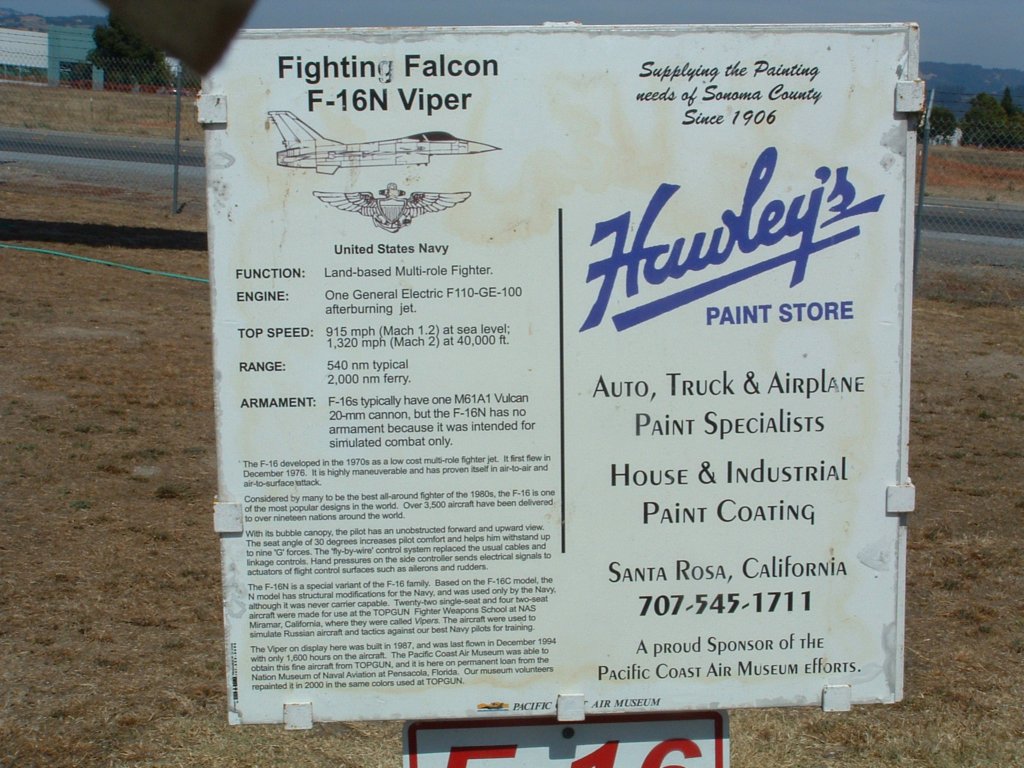 Fighting Falcon
F-16N Viper
United States Navy
FUNCTION: Land-based Multi-role Fighter.
ENGINE: One General Electric F110-GE-100
afterburning jet.
TOP SPEED: 915 mph (Mach 1.2) at sea level;
1,320 mph (Mach 2) at 40,000 ft.
RANGE: 540 nm typical
2,000 nm ferry.
ARMAMENT: F-16s typically have one M61A1 Vulcan
20-mm cannon, but the F-16N has no
armament because it was intended for
simulated combat only.
The F-16 developed in the 1970s as a low cost multi-role fighter jet. It first flew in
December 1976. It is highly maneuverable and has proven itself in air-to-air and
air-to-surface attack.
Considered by many to be the best all-around fighter of the 1980s, the F-16 is one
of the most popular designs in the world. Over 3,500 aircraft have been delivered
to over nineteen nations around the world.
With its bubble canopy, the pilot has an unobstructed forward and upward view.
The seat angle of 30 degrees increases pilot comfort and helps him withstand up
to nine 'G' forces. The 'fly-by-wire' control system replaced the usual cables and
linkage controls. Hand pressures on the side controller sends electrical signals to
actuators of flight control surfaces such as ailerons and rudders.
The F-16N is a special variant of the F-16 family. Based on the F-16C model, the
N model has structural modifications for the Navy, and was used only by the Navy,
although it was never carrier capable. Twenty-two single-seat and four two-seat
aircraft were made for use at the TOPGUN Fighter Weapons School at NAS
Miramar, California, where they were called Vipers. The aircraft were used to
simulate Russian aircraft and tactics against our best Navy pilots for training.
The Viper on display here was built in 1987, and was last flown in December 1994
with only 1,600 hours on the aircraft. The Pacific Coast Air Museum was able to
obtain this fine aircraft from TOPGUN, and it is here on permanent loan from the
Nation Museum of Naval Aviation at Pensacola, Florida. Our museum volunteers
repainted it in 2000 in the same colors used at TOPGUN.
Supplying the Painting
needs of Sonoma County
Since 1906
Hawley's
PAINT STORE
AUTO, TRUCK & AIRPLANE
PAINT SPECIALISTS
HOUSE & INDUSTRIAL
PAINT COATING
SANTA ROSA, CALIFORNIA
707-545-1711
A PROUD SPONSOR OF THE
PACIFIC COAST AIR MUSEUM EFFORTS.
PACIFIC COAST AIR MUSEUM
F-16